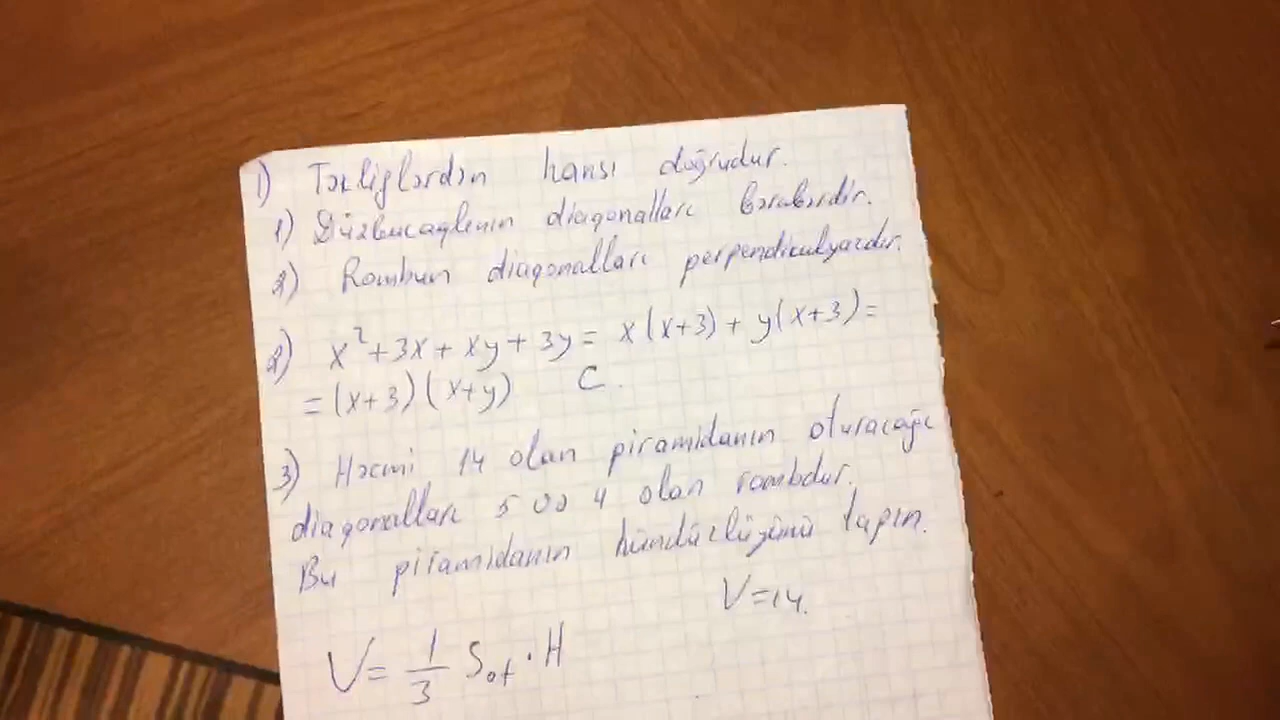 1) Təkliflərdən hansı doğrudur.
1) Düzbucaqlının diaqonalları bərabərdir.
2) Rombun diaqonalları perpendikulyardır.
2) x²+3x+xy+3y= x(x+3)+y(x+3)=
=(x+3)(x+y) C.
3) Həcmi 14 olan piramidanın oturacağı
diaqonalları 5 və 4 olan rombdur.
Bu piramidanın hündürlüyünü tapın.
V=14.
V= 1/3 Sot · H